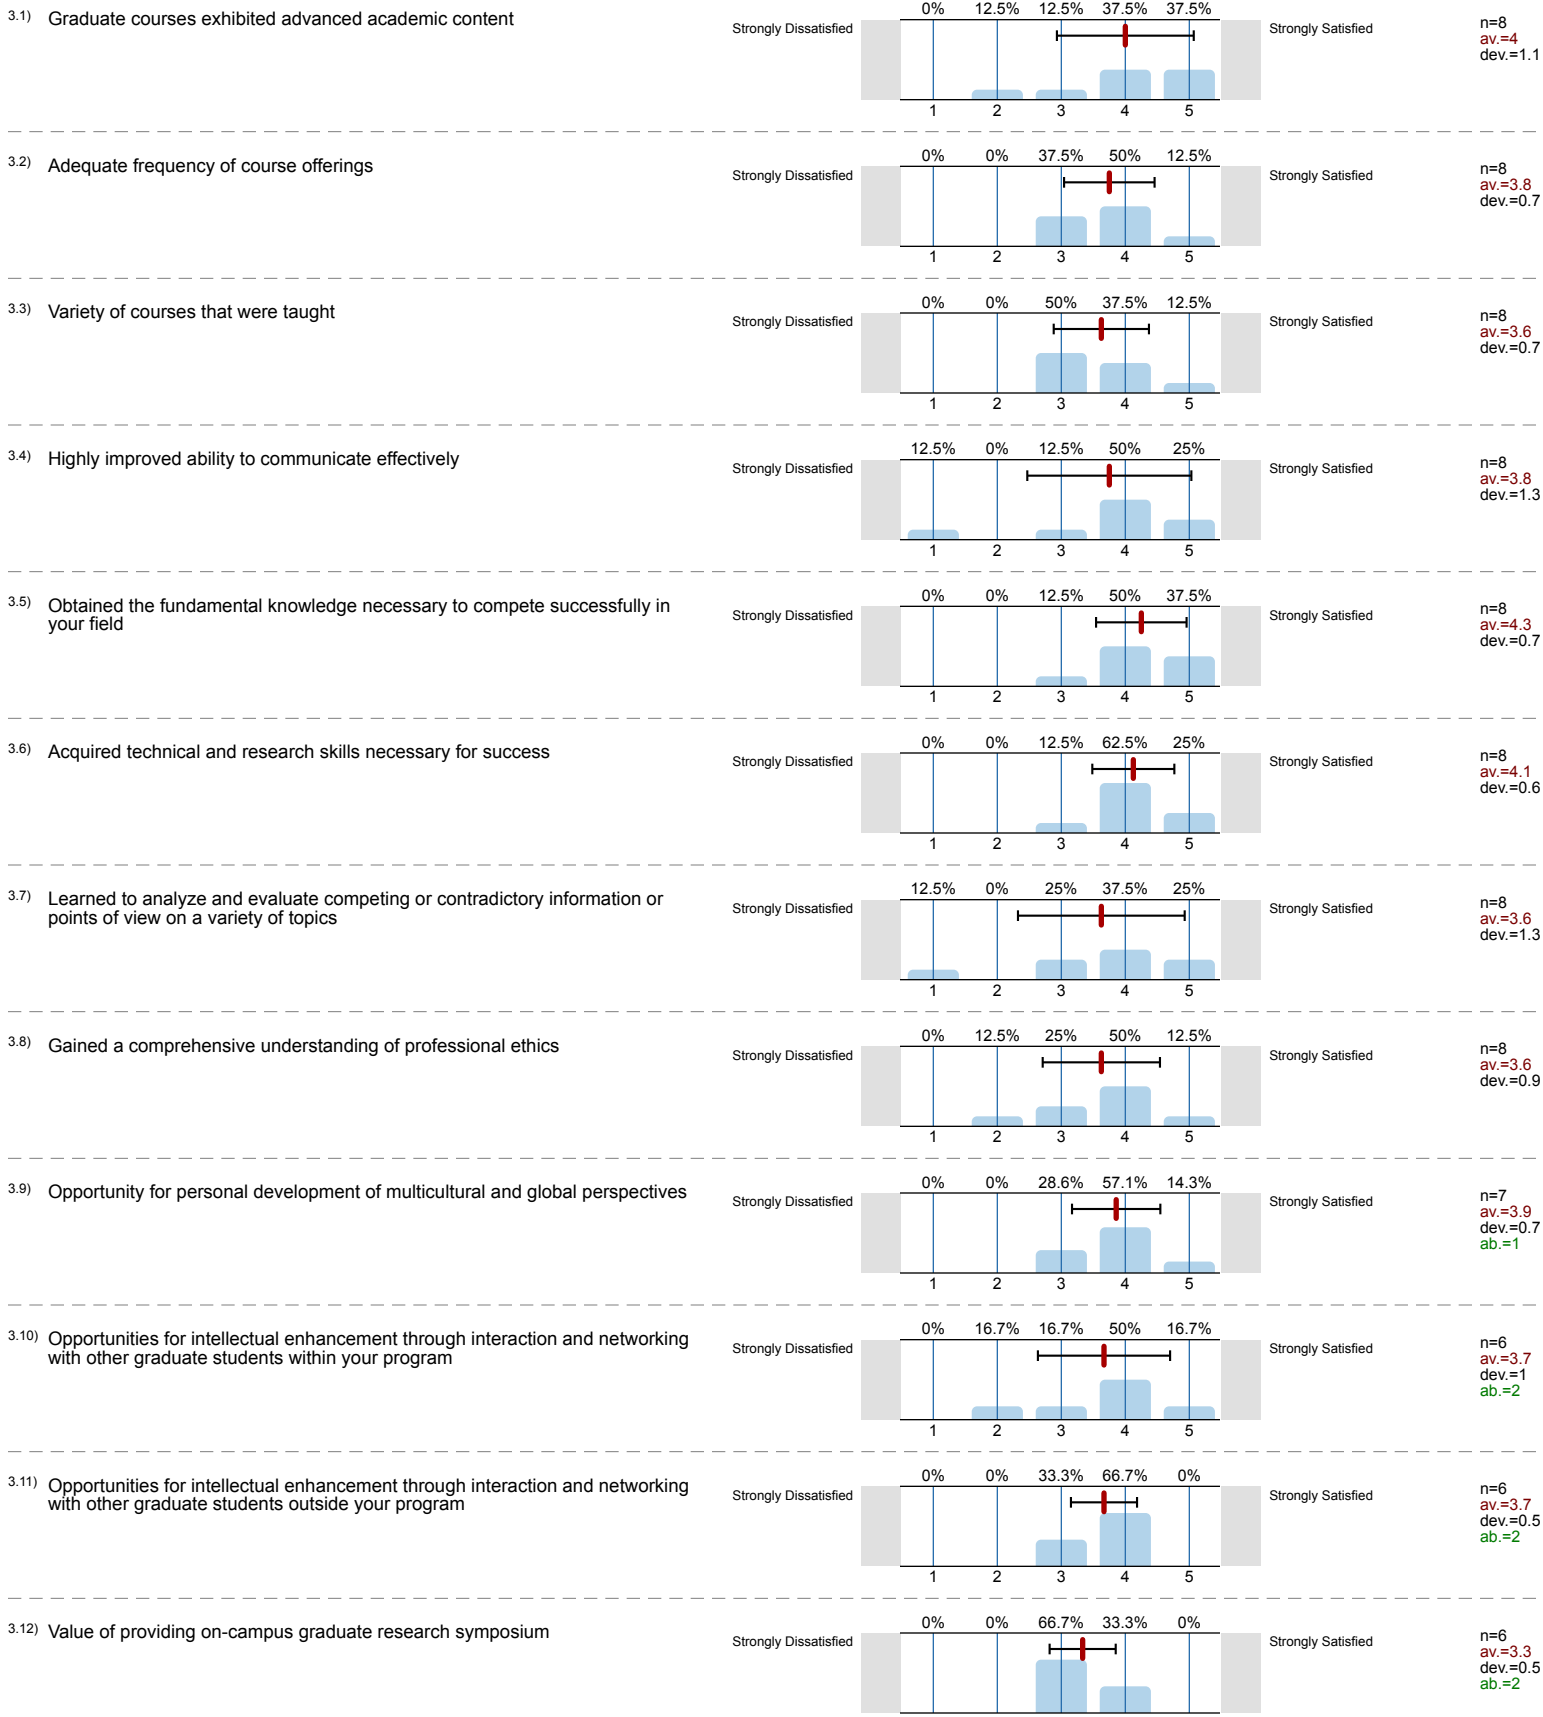 3.1) Graduate courses exhibited advanced academic content
0% 12.5% 12.5% 37.5% 37.5%
Strongly Dissatisfied Strongly Satisfied
n=8
av.=4
dev.=1.1
1 2 3 4 5
3.2) Adequate frequency of course offerings
0% 0% 37.5% 50% 12.5%
Strongly Dissatisfied Strongly Satisfied
n=8
av.=3.8
dev.=0.7
1 2 3 4 5
3.3) Variety of courses that were taught
0% 0% 50% 37.5% 12.5%
Strongly Dissatisfied Strongly Satisfied
n=8
av.=3.6
dev.=0.7
1 2 3 4 5
3.4) Highly improved ability to communicate effectively
12.5% 0% 12.5% 50% 25%
Strongly Dissatisfied Strongly Satisfied
n=8
av.=3.8
dev.=1.3
1 2 3 4 5
3.5) Obtained the fundamental knowledge necessary to compete successfully in
your field
0% 0% 12.5% 50% 37.5%
Strongly Dissatisfied Strongly Satisfied
n=8
av.=4.3
dev.=0.7
1 2 3 4 5
3.6) Acquired technical and research skills necessary for success
0% 0% 12.5% 62.5% 25%
Strongly Dissatisfied Strongly Satisfied
n=8
av.=4.1
dev.=0.6
1 2 3 4 5
3.7) Learned to analyze and evaluate competing or contradictory information or
points of view on a variety of topics
12.5% 0% 25% 37.5% 25%
Strongly Dissatisfied Strongly Satisfied
n=8
av.=3.6
dev.=1.3
1 2 3 4 5
3.8) Gained a comprehensive understanding of professional ethics
0% 12.5% 25% 50% 12.5%
Strongly Dissatisfied Strongly Satisfied
n=8
av.=3.6
dev.=0.9
1 2 3 4 5
3.9) Opportunity for personal development of multicultural and global perspectives
0% 0% 28.6% 57.1% 14.3%
Strongly Dissatisfied Strongly Satisfied
n=7
av.=3.9
dev.=0.7
ab.=1
1 2 3 4 5
3.10) Opportunities for intellectual enhancement through interaction and networking
with other graduate students within your program
0% 16.7% 16.7% 50% 16.7%
Strongly Dissatisfied Strongly Satisfied
n=6
av.=3.7
dev.=1
ab.=2
1 2 3 4 5
3.11) Opportunities for intellectual enhancement through interaction and networking
with other graduate students outside your program
0% 0% 33.3% 66.7% 0%
Strongly Dissatisfied Strongly Satisfied
n=6
av.=3.7
dev.=0.5
ab.=2
1 2 3 4 5
3.12) Value of providing on-campus graduate research symposium
0% 0% 66.7% 33.3% 0%
Strongly Dissatisfied Strongly Satisfied
n=6
av.=3.3
dev.=0.5
ab.=2